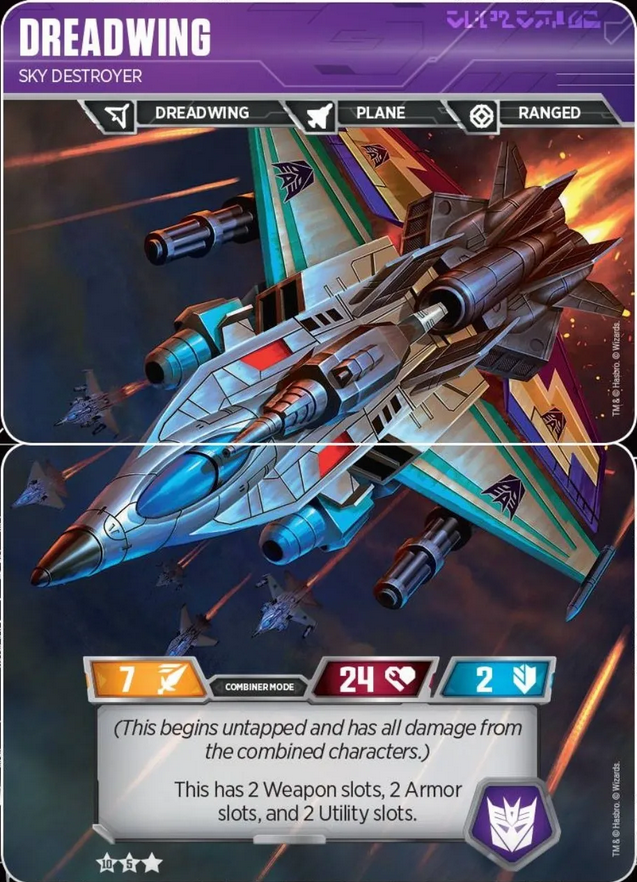 DREADWING
SKY DESTROYER
DREADWING
PLANE
RANGED
TM & © Hasbro. © Wizards.
7
COMBINER MODE
24
2
(This begins untapped and has all damage from
the combined characters.)
This has 2 Weapon slots, 2 Armor
slots, and 2 Utility slots.
TM & © Hasbro. © Wizards.
10 5